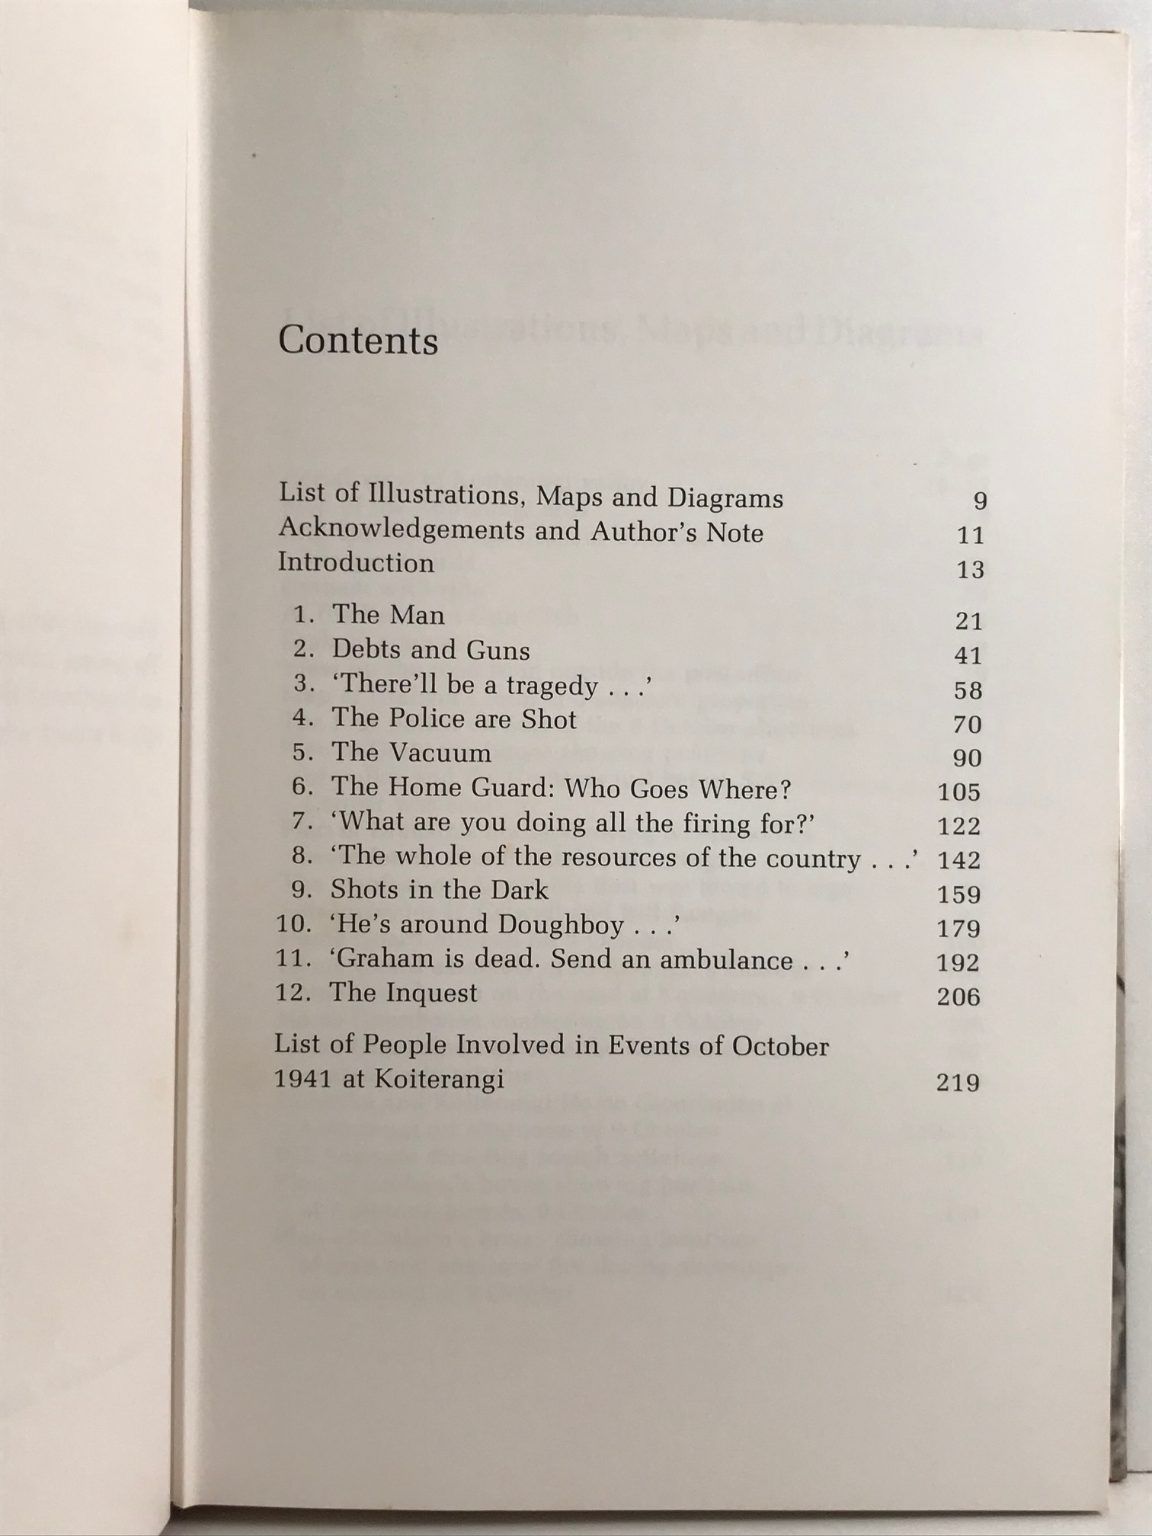 Contents
List of Illustrations, Maps and Diagrams 9
Acknowledgements and Author's Note 11
Introduction 13
1. The Man 21
2. Debts and Guns 41
3. ‘There'll be a tragedy . . .’ 58
4. The Police are Shot 70
5. The Vacuum 90
6. The Home Guard: Who Goes Where? 105
7. ‘What are you doing all the firing for?’ 122
8. ‘The whole of the resources of the country . . .’ 142
9. Shots in the Dark 159
10. ‘He's around Doughboy . . .’ 179
11. ‘Graham is dead. Send an ambulance . . .’ 192
12. The Inquest 206
List of People Involved in Events of October
1941 at Koiterangi 219